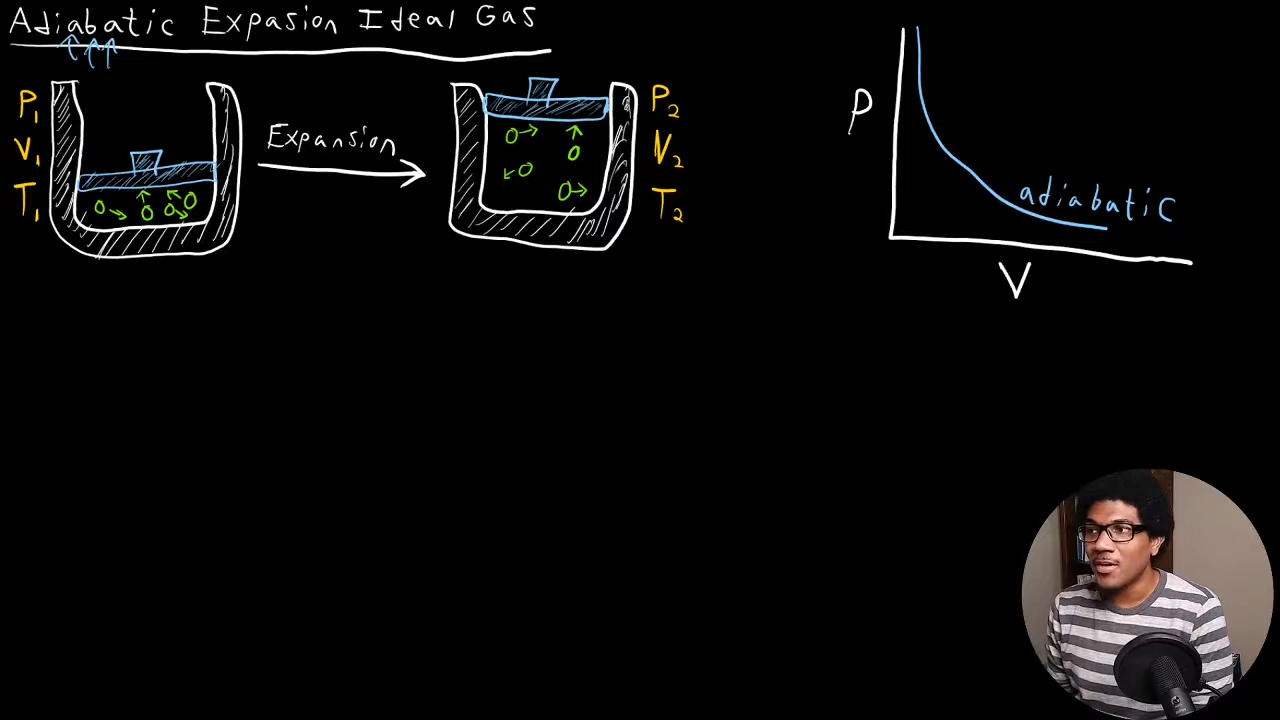 Adiabatic Expasion Ideal Gas
P1
V1
T1
Expansion
P2
V2
T2
P
adiabatic
V